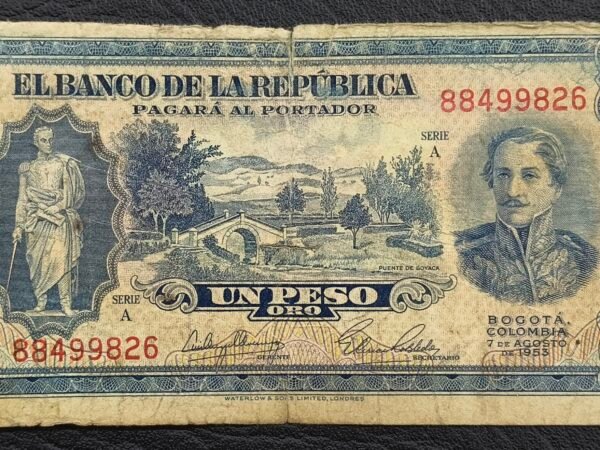 EL BANCO DE LA REPÚBLICA
PAGARÁ AL PORTADOR
88499826
SERIE
A
PUENTE DE BOYACA
SERIE
A
UN PESO
ORO
BOGOTÁ,
COLOMBIA
7 DE AGOSTO
DE 1953
88499826
GERENTE
SECRETARIO
WATERLOW & SONS LIMITED, LONDRES